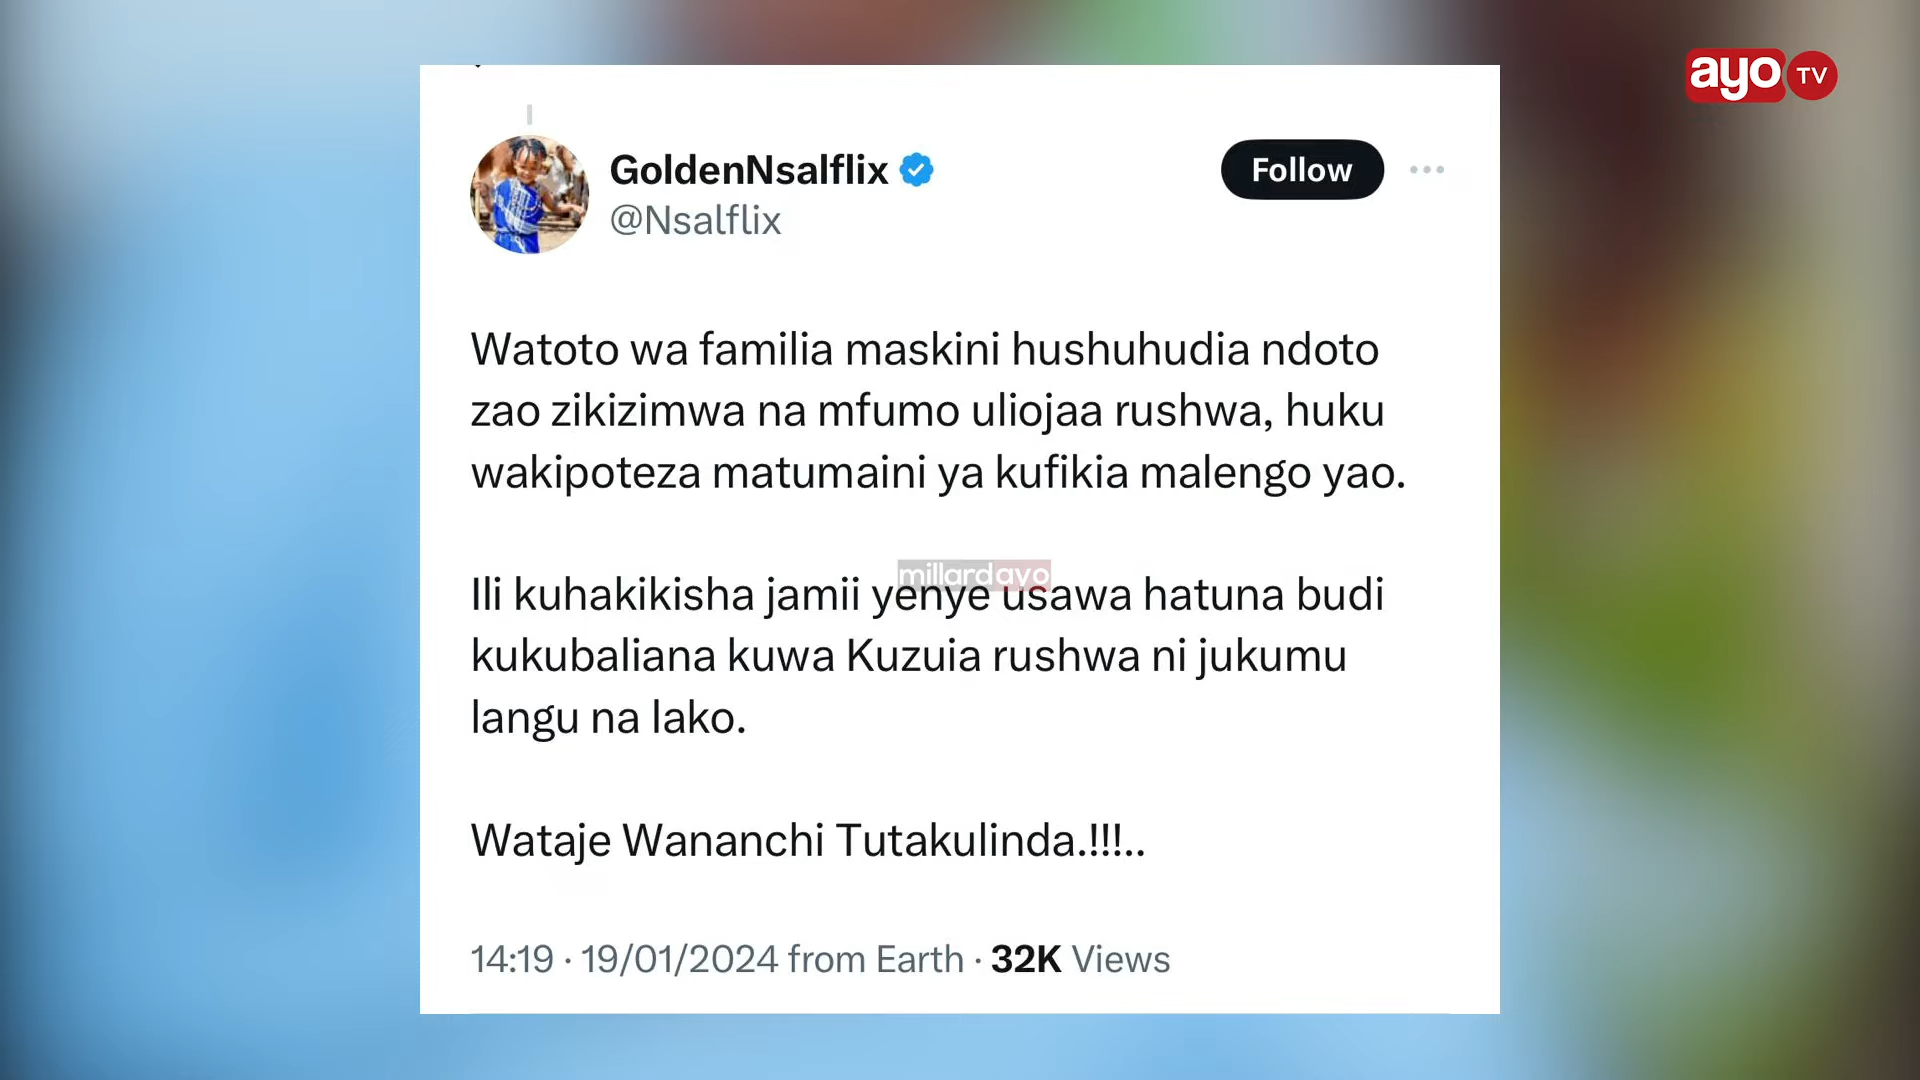 ayo TV
GoldenNsalflix
Follow
@Nsalflix
Watoto wa familia maskini hushuhudia ndoto
zao zikizimwa na mfumo uliojaa rushwa, huku
wakipoteza matumaini ya kufikia malengo yao.
millardayo
Ili kuhakikisha jamii yenye usawa hatuna budi
kukubaliana kuwa Kuzuia rushwa ni jukumu
langu na lako.
Wataje Wananchi Tutakulinda.!!!..
14:19 · 19/01/2024 from Earth · 32K Views